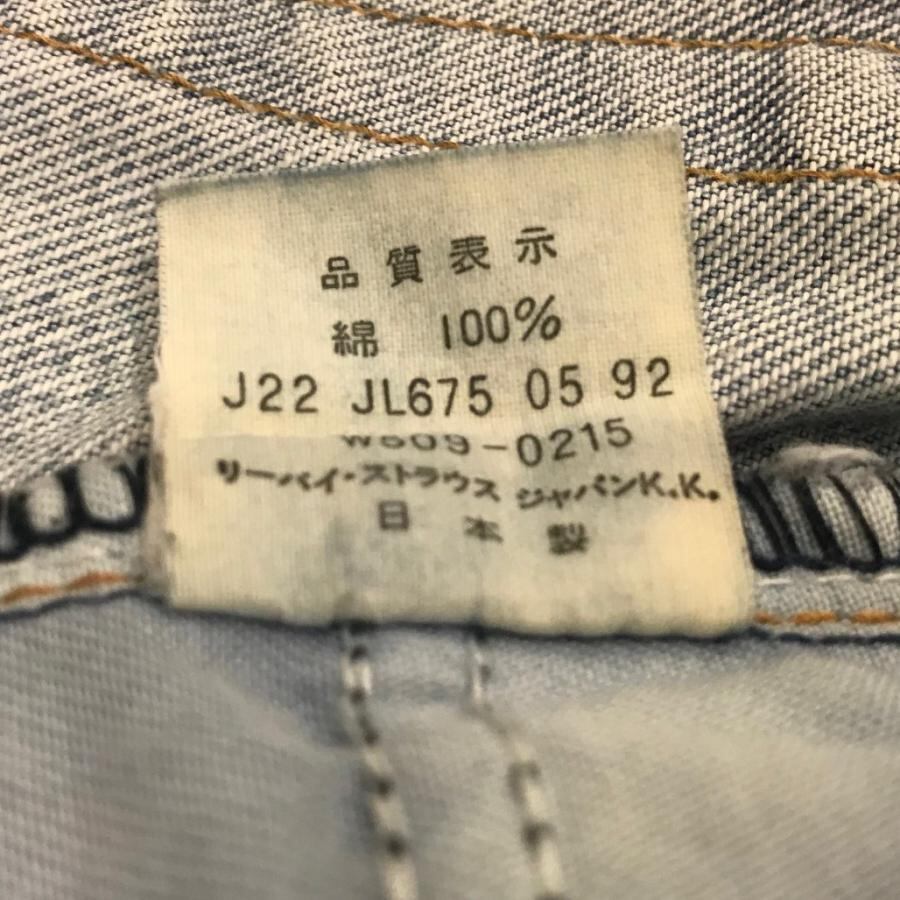 品質表示
綿 100%
J22 JL675 05 92
W609-0215
リーバイ・ストラウス ジャパンK.K.
日本製